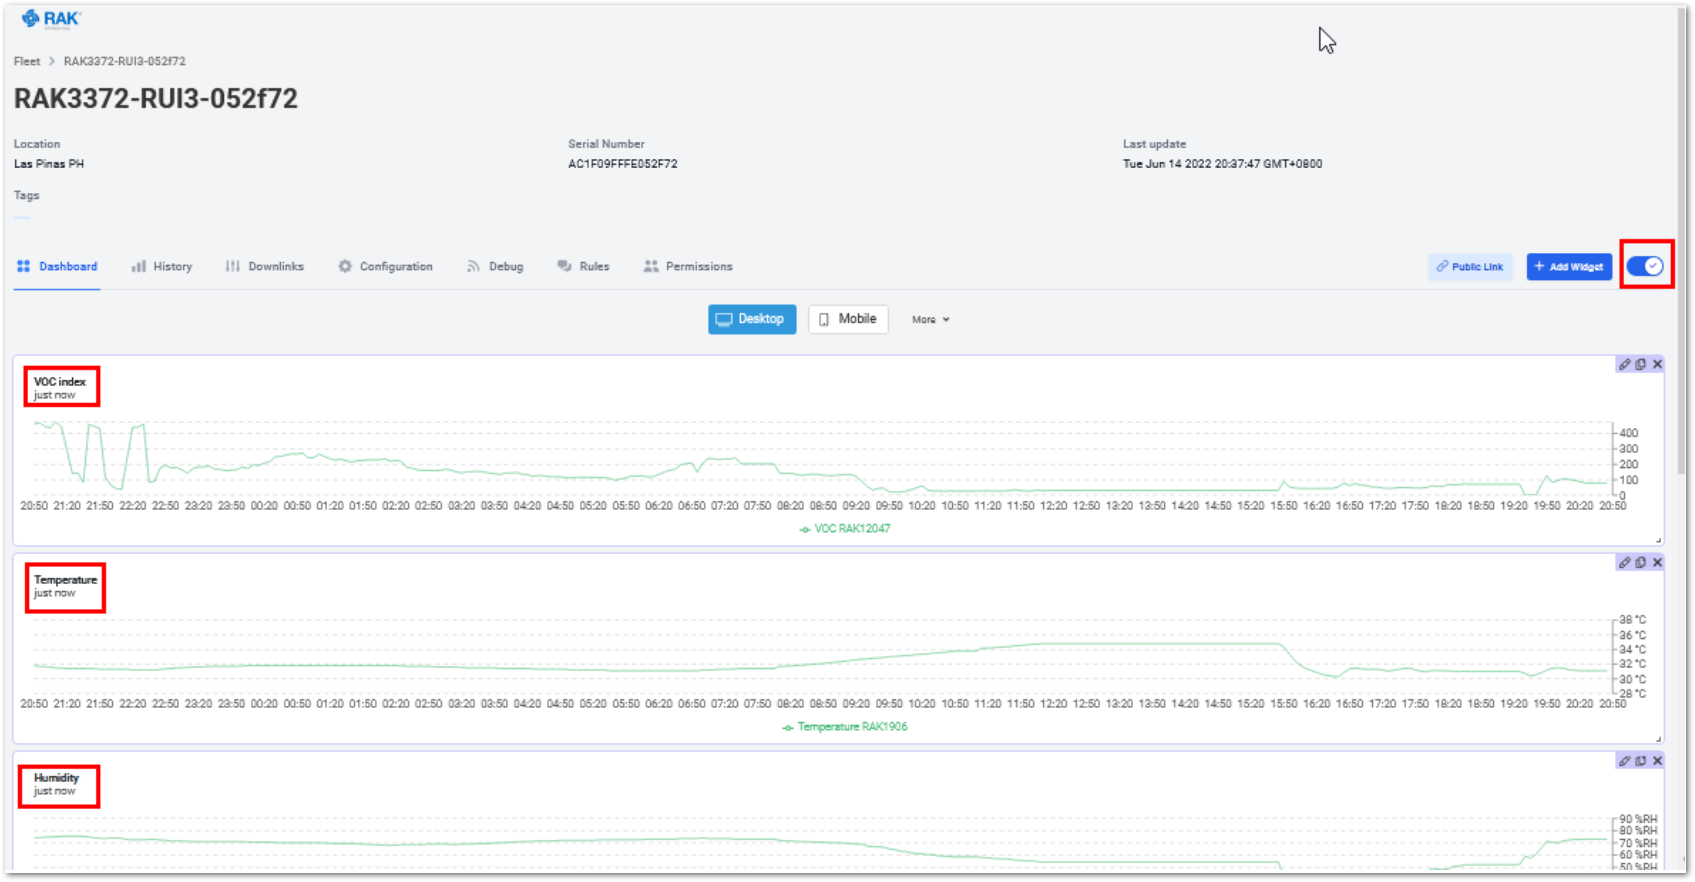 RAK
Fleet > RAK3372-RUI3-052f72
RAK3372-RUI3-052f72
Location Serial Number Last update
Las Pinas PH AC1F09FFFE052F72 Tue Jun 14 2022 20:37:47 GMT+0800
Tags
Dashboard History Downlinks Configuration Debug Rules Permissions Public Link + Add Widget
Desktop Mobile More
VOC index
just now
400
300
200
100
0
20:50 21:20 21:50 22:20 22:50 23:20 23:50 00:20 00:50 01:20 01:50 02:20 02:50 03:20 03:50 04:20 04:50 05:20 05:50 06:20 06:50 07:20 07:50 08:20 08:50 09:20 09:50 10:20 10:50 11:20 11:50 12:20 12:50 13:20 13:50 14:20 14:50 15:20 15:50 16:20 16:50 17:20 17:50 18:20 18:50 19:20 19:50 20:20 20:50
VOC RAK12047
Temperature
just now
38 °C
36 °C
34 °C
32 °C
30 °C
28 °C
20:50 21:20 21:50 22:20 22:50 23:20 23:50 00:20 00:50 01:20 01:50 02:20 02:50 03:20 03:50 04:20 04:50 05:20 05:50 06:20 06:50 07:20 07:50 08:20 08:50 09:20 09:50 10:20 10:50 11:20 11:50 12:20 12:50 13:20 13:50 14:20 14:50 15:20 15:50 16:20 16:50 17:20 17:50 18:20 18:50 19:20 19:50 20:20 20:50
Temperature RAK1906
Humidity
just now
90 %RH
80 %RH
70 %RH
60 %RH
50 %RH